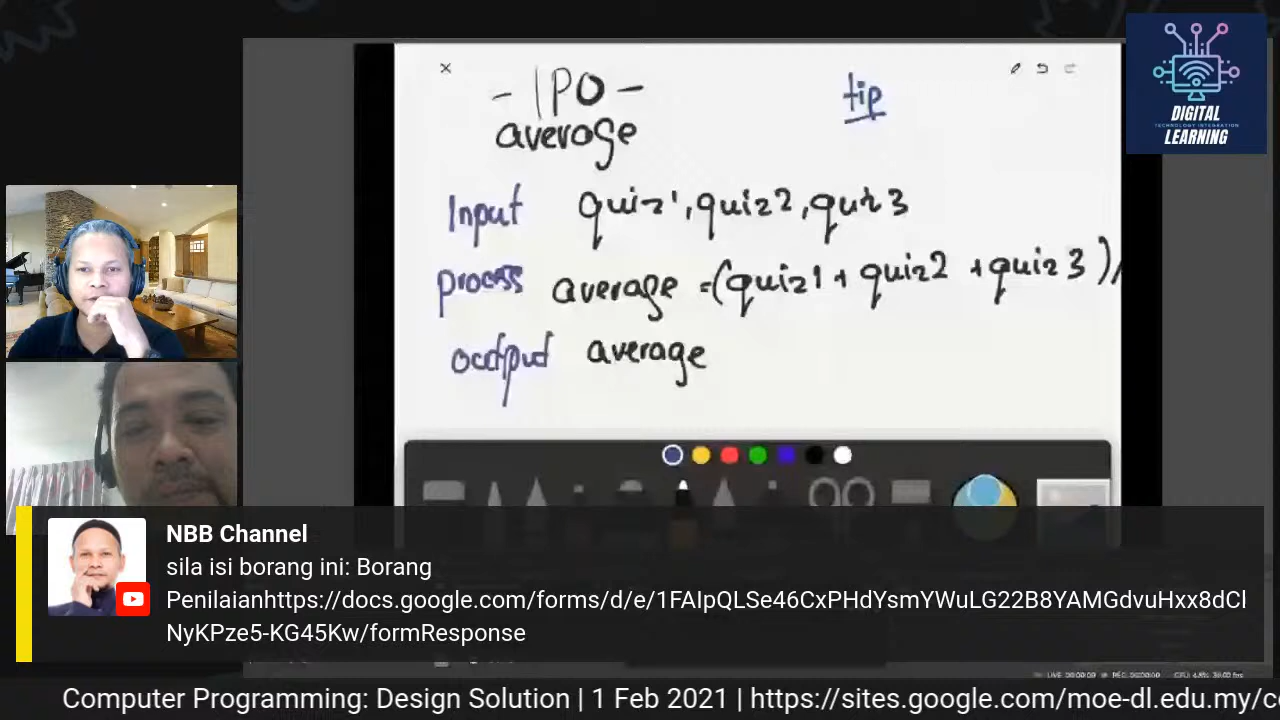 - IPO -
average
tip
Input quiz1, quiz2, quiz3
process average = (quiz1 + quiz2 + quiz3)/
output average
DIGITAL
TECHNOLOGY INTEGRATION
LEARNING
NBB Channel
sila isi borang ini: Borang
Penilaianhttps://docs.google.com/forms/d/e/1FAIpQLSe46CxPHdYsmYWuLG22B8YAMGdvuHxx8dCl
NyKPze5-KG45Kw/formResponse
Computer Programming: Design Solution | 1 Feb 2021 | https://sites.google.com/moe-dl.edu.my/c